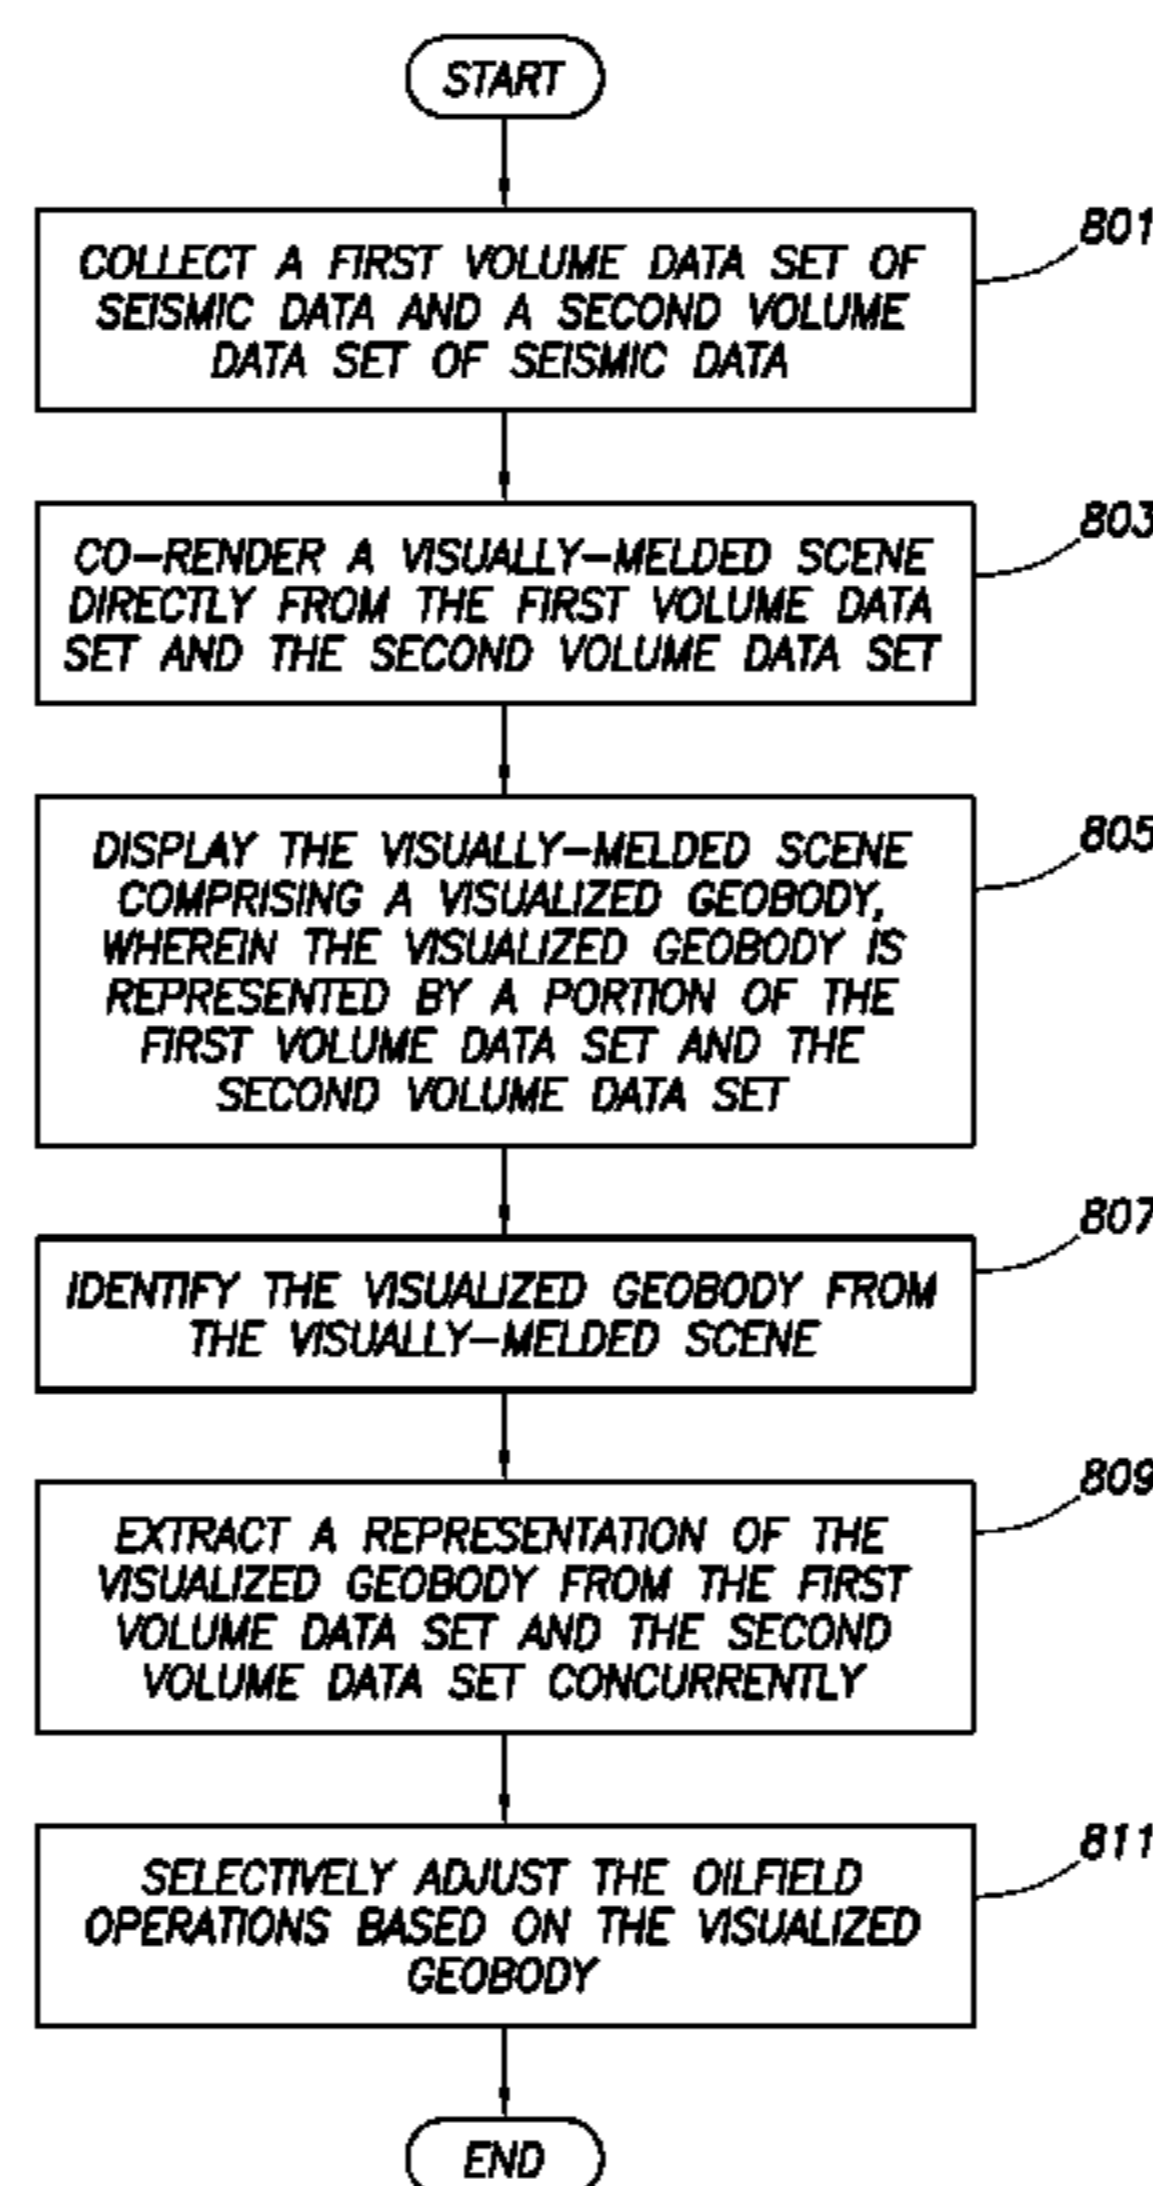 START
COLLECT A FIRST VOLUME DATA SET OF
SEISMIC DATA AND A SECOND VOLUME
DATA SET OF SEISMIC DATA
801
CO-RENDER A VISUALLY-MELDED SCENE
DIRECTLY FROM THE FIRST VOLUME DATA
SET AND THE SECOND VOLUME DATA SET
803
DISPLAY THE VISUALLY-MELDED SCENE
COMPRISING A VISUALIZED GEOBODY,
WHEREIN THE VISUALIZED GEOBODY IS
REPRESENTED BY A PORTION OF THE
FIRST VOLUME DATA SET AND THE
SECOND VOLUME DATA SET
805
IDENTIFY THE VISUALIZED GEOBODY FROM
THE VISUALLY-MELDED SCENE
807
EXTRACT A REPRESENTATION OF THE
VISUALIZED GEOBODY FROM THE FIRST
VOLUME DATA SET AND THE SECOND
VOLUME DATA SET CONCURRENTLY
809
SELECTIVELY ADJUST THE OILFIELD
OPERATIONS BASED ON THE VISUALIZED
GEOBODY
811
END